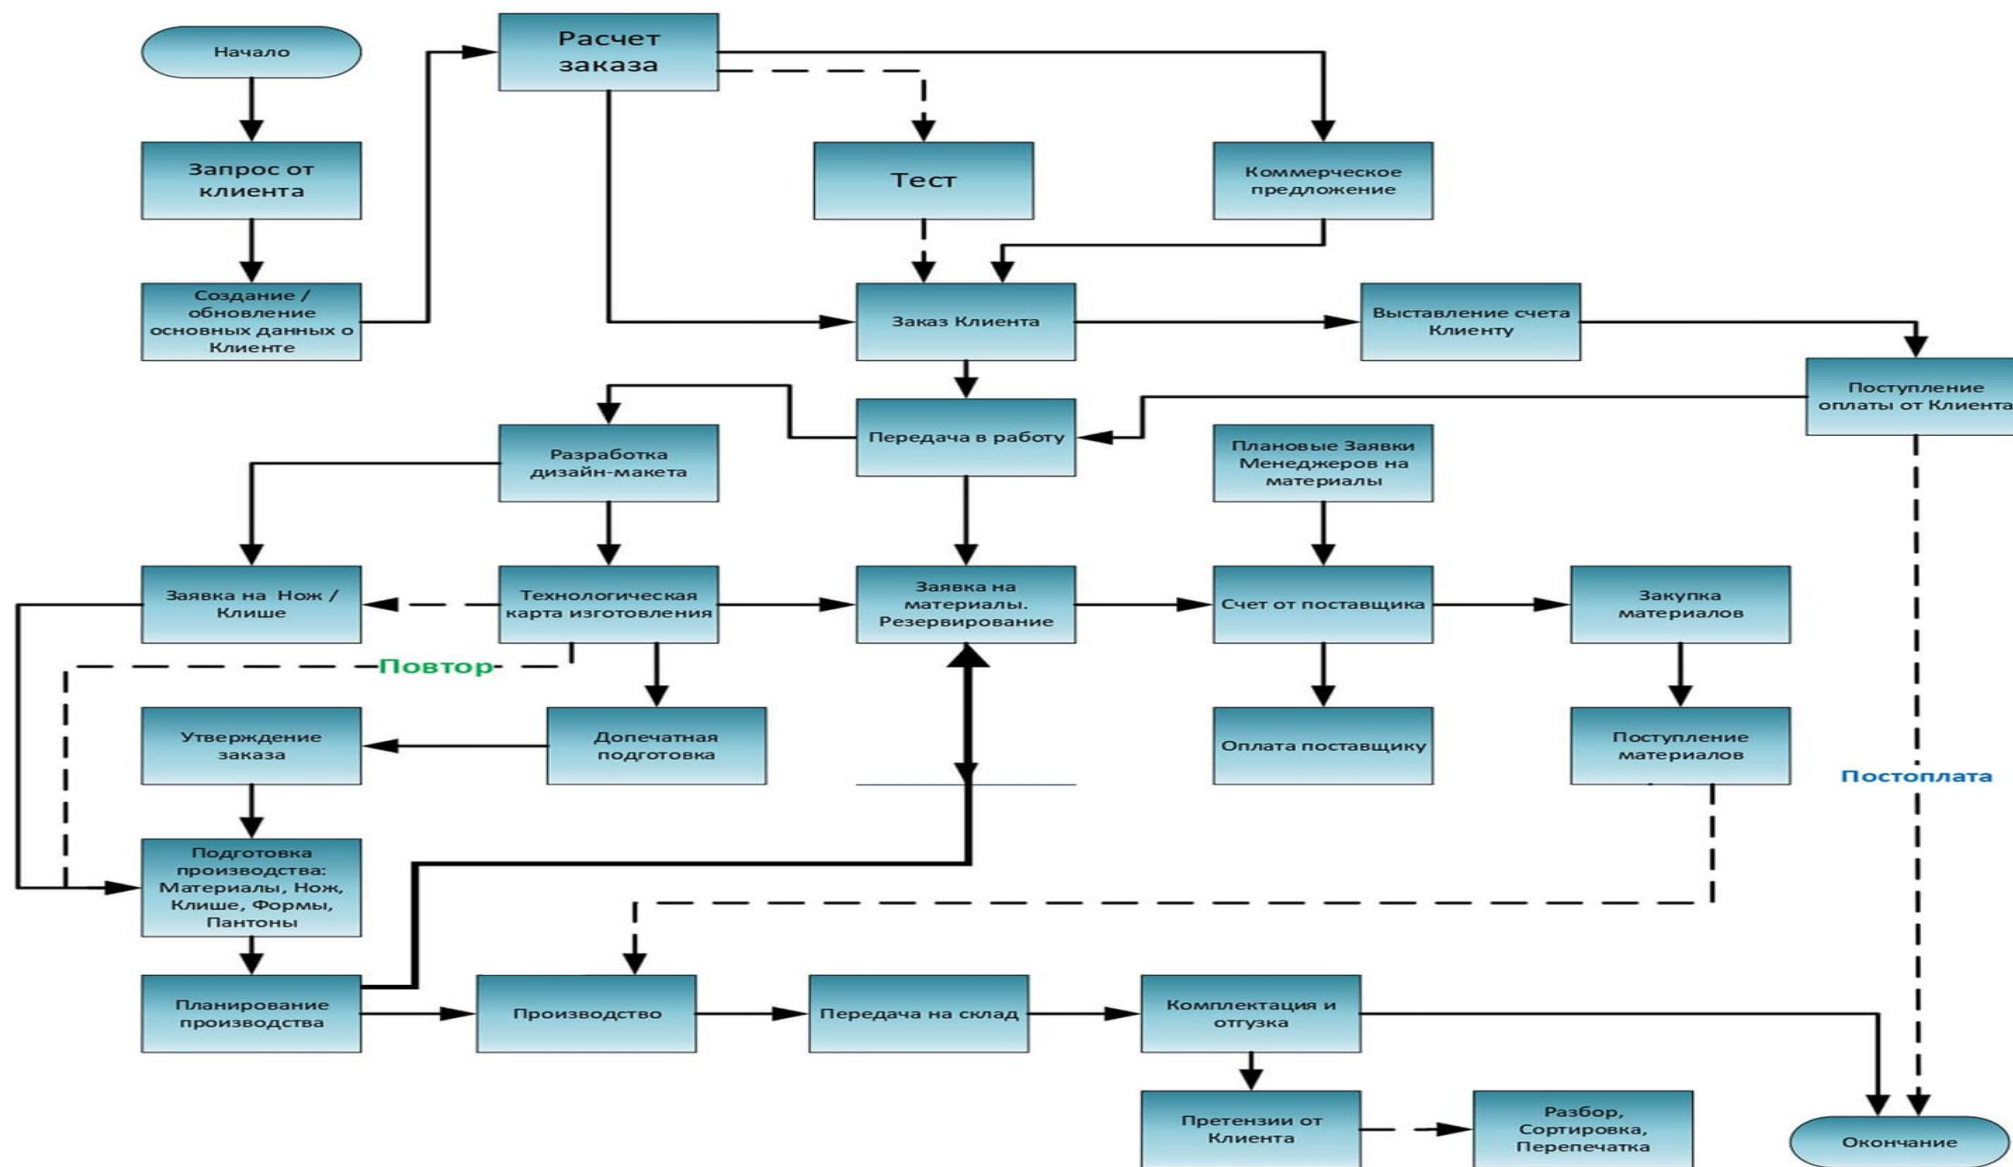 Начало
Расчет
заказа
Запрос от
клиента
Тест
Коммерческое
предложение
Создание /
обновление
основных данных о
Клиенте
Заказ Клиента
Выставление счета
Клиенту
Поступление
оплаты от Клиента
Передача в работу
Разработка
дизайн-макета
Плановые Заявки
Менеджеров на
материалы
Заявка на Нож /
Клише
Технологическая
карта изготовления
Заявка на
материалы.
Резервирование
Счет от поставщика
Закупка
материалов
Повтор
Утверждение
заказа
Допечатная
подготовка
Оплата поставщику
Поступление
материалов
Постоплата
Подготовка
производства:
Материалы, Нож,
Клише, Формы,
Пантоны
Планирование
производства
Производство
Передача на склад
Комплектация и
отгузка
Претензии от
Клиента
Разбор,
Сортировка,
Перепечатка
Окончание